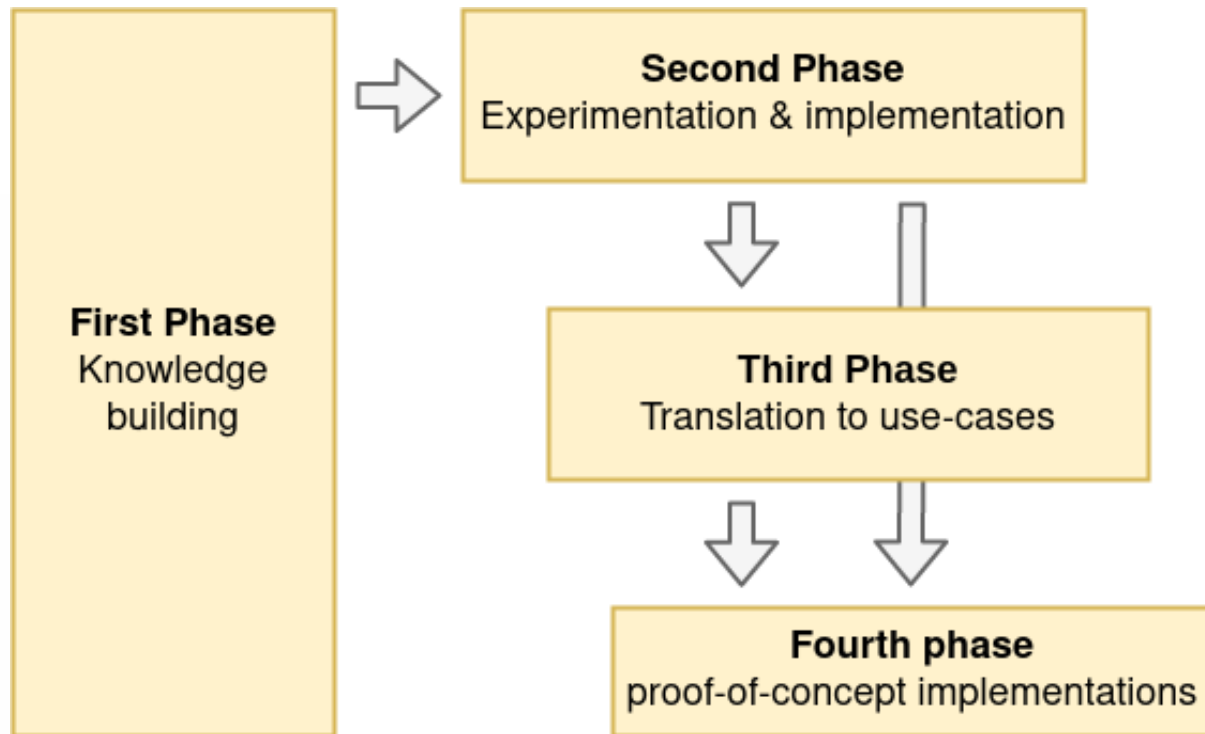 First Phase
Knowledge
building
Second Phase
Experimentation & implementation
Third Phase
Translation to use-cases
Fourth phase
proof-of-concept implementations